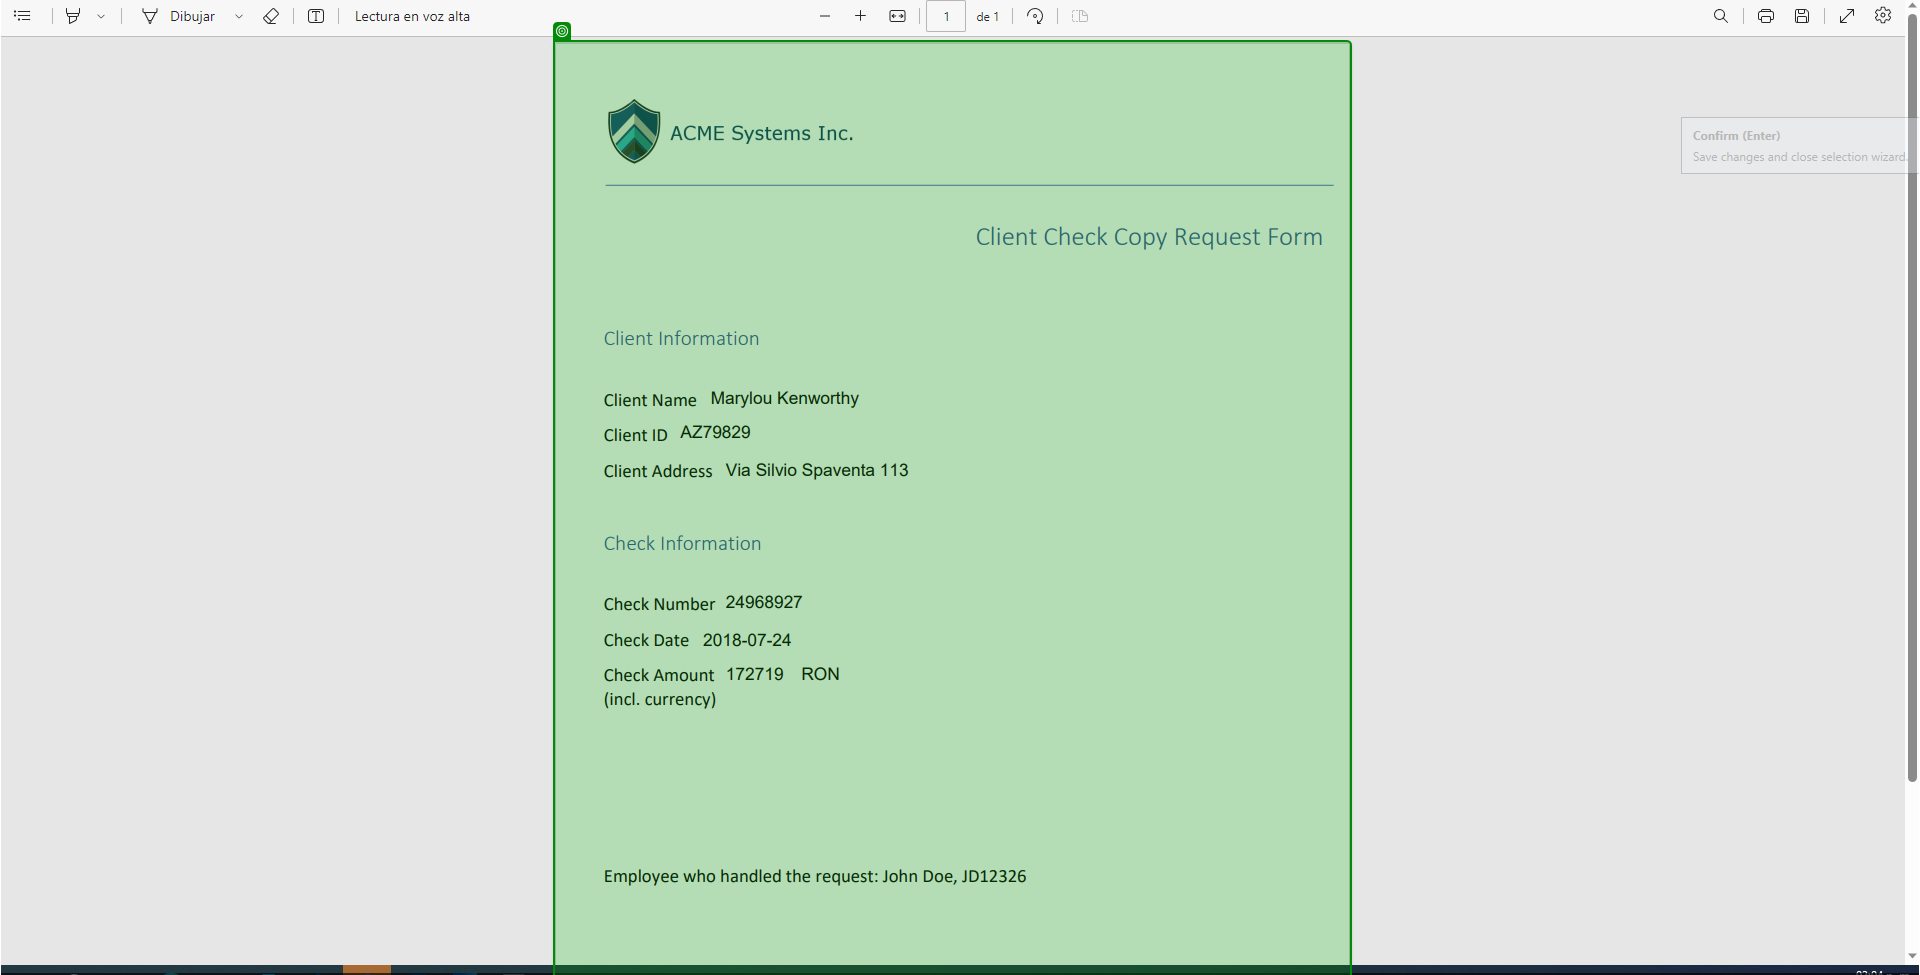 Dibujar
Lectura en voz alta
1 de 1
Confirm (Enter)
Save changes and close selection wizard.
ACME Systems Inc.
Client Check Copy Request Form
Client Information
Client Name Marylou Kenworthy
Client ID AZ79829
Client Address Via Silvio Spaventa 113
Check Information
Check Number 24968927
Check Date 2018-07-24
Check Amount 172719 RON
(incl. currency)
Employee who handled the request: John Doe, JD12326